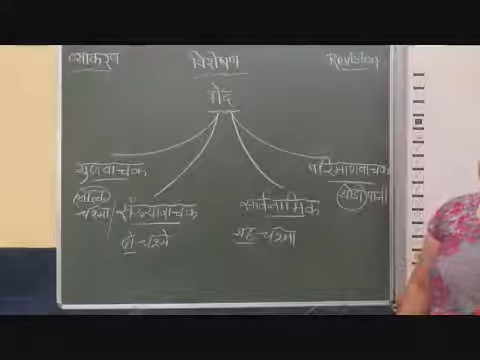 व्याकरण
विशेषण
Revision
भेद
गुणवाचक
संख्यावाचक
सार्वनामिक
परिमाणवाचक
लाल
चश्मा
दो चश्मे
यह चश्मा
थोडा पानी